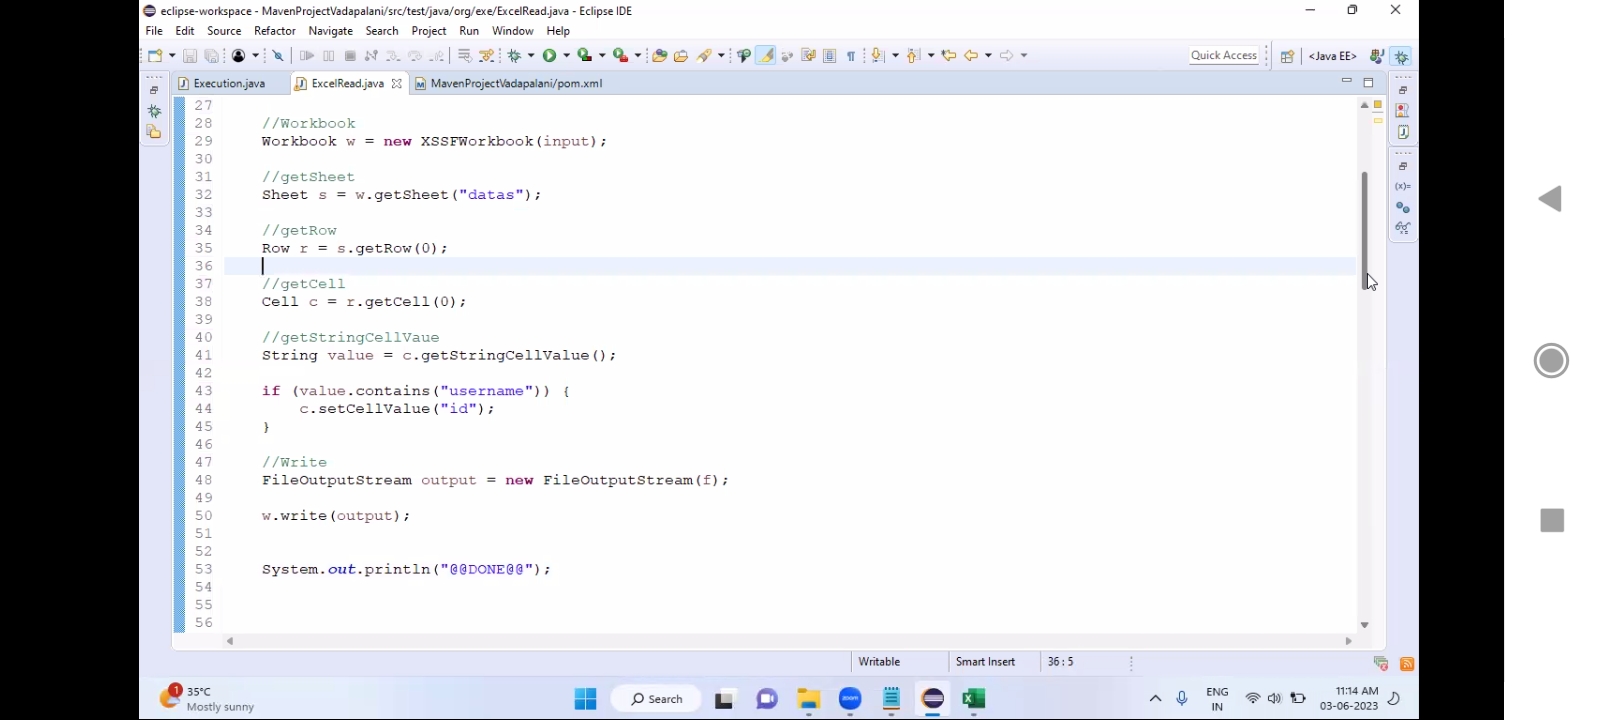 eclipse-workspace - MavenProjectVadapalani/src/test/java/org/exe/ExcelRead.java - Eclipse IDE
File Edit Source Refactor Navigate Search Project Run Window Help
Quick Access <Java EE>
Execution.java ExcelRead.java MavenProjectVadapalani/pom.xml
27
28 //Workbook
29 Workbook w = new XSSFWorkbook(input);
30
31 //getSheet
32 Sheet s = w.getSheet("datas");
33
34 //getRow
35 Row r = s.getRow(0);
36
37 //getCell
38 Cell c = r.getCell(0);
39
40 //getStringCellVaue
41 String value = c.getStringCellValue();
42
43 if (value.contains("username")) {
44 c.setCellValue("id");
45 }
46
47 //Write
48 FileOutputStream output = new FileOutputStream(f);
49
50 w.write(output);
51
52
53 System.out.println("@@DONE@@");
54
55
56
Writable Smart Insert 36 : 5
1 35°C
Mostly sunny
Search
zoom
ENG
IN
11:14 AM
03-06-2023